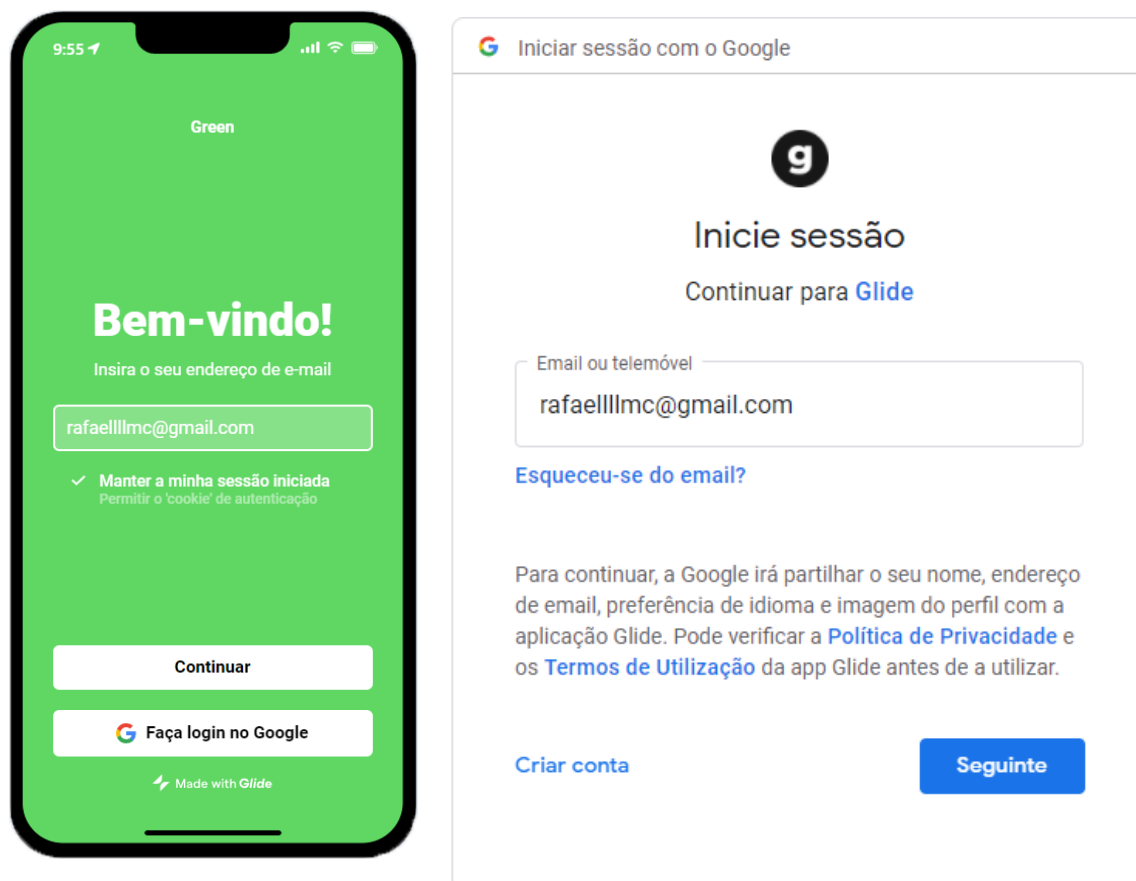 9:55
Green
Bem-vindo!
Insira o seu endereço de e-mail
rafaellllmc@gmail.com
Manter a minha sessão iniciada
Permitir o 'cookie' de autenticação
Continuar
Faça login no Google
Made with Glide
Iniciar sessão com o Google
g
Inicie sessão
Continuar para Glide
Email ou telemóvel
rafaellllmc@gmail.com
Esqueceu-se do email?
Para continuar, a Google irá partilhar o seu nome, endereço
de email, preferência de idioma e imagem do perfil com a
aplicação Glide. Pode verificar a Política de Privacidade e
os Termos de Utilização da app Glide antes de a utilizar.
Criar conta
Seguinte